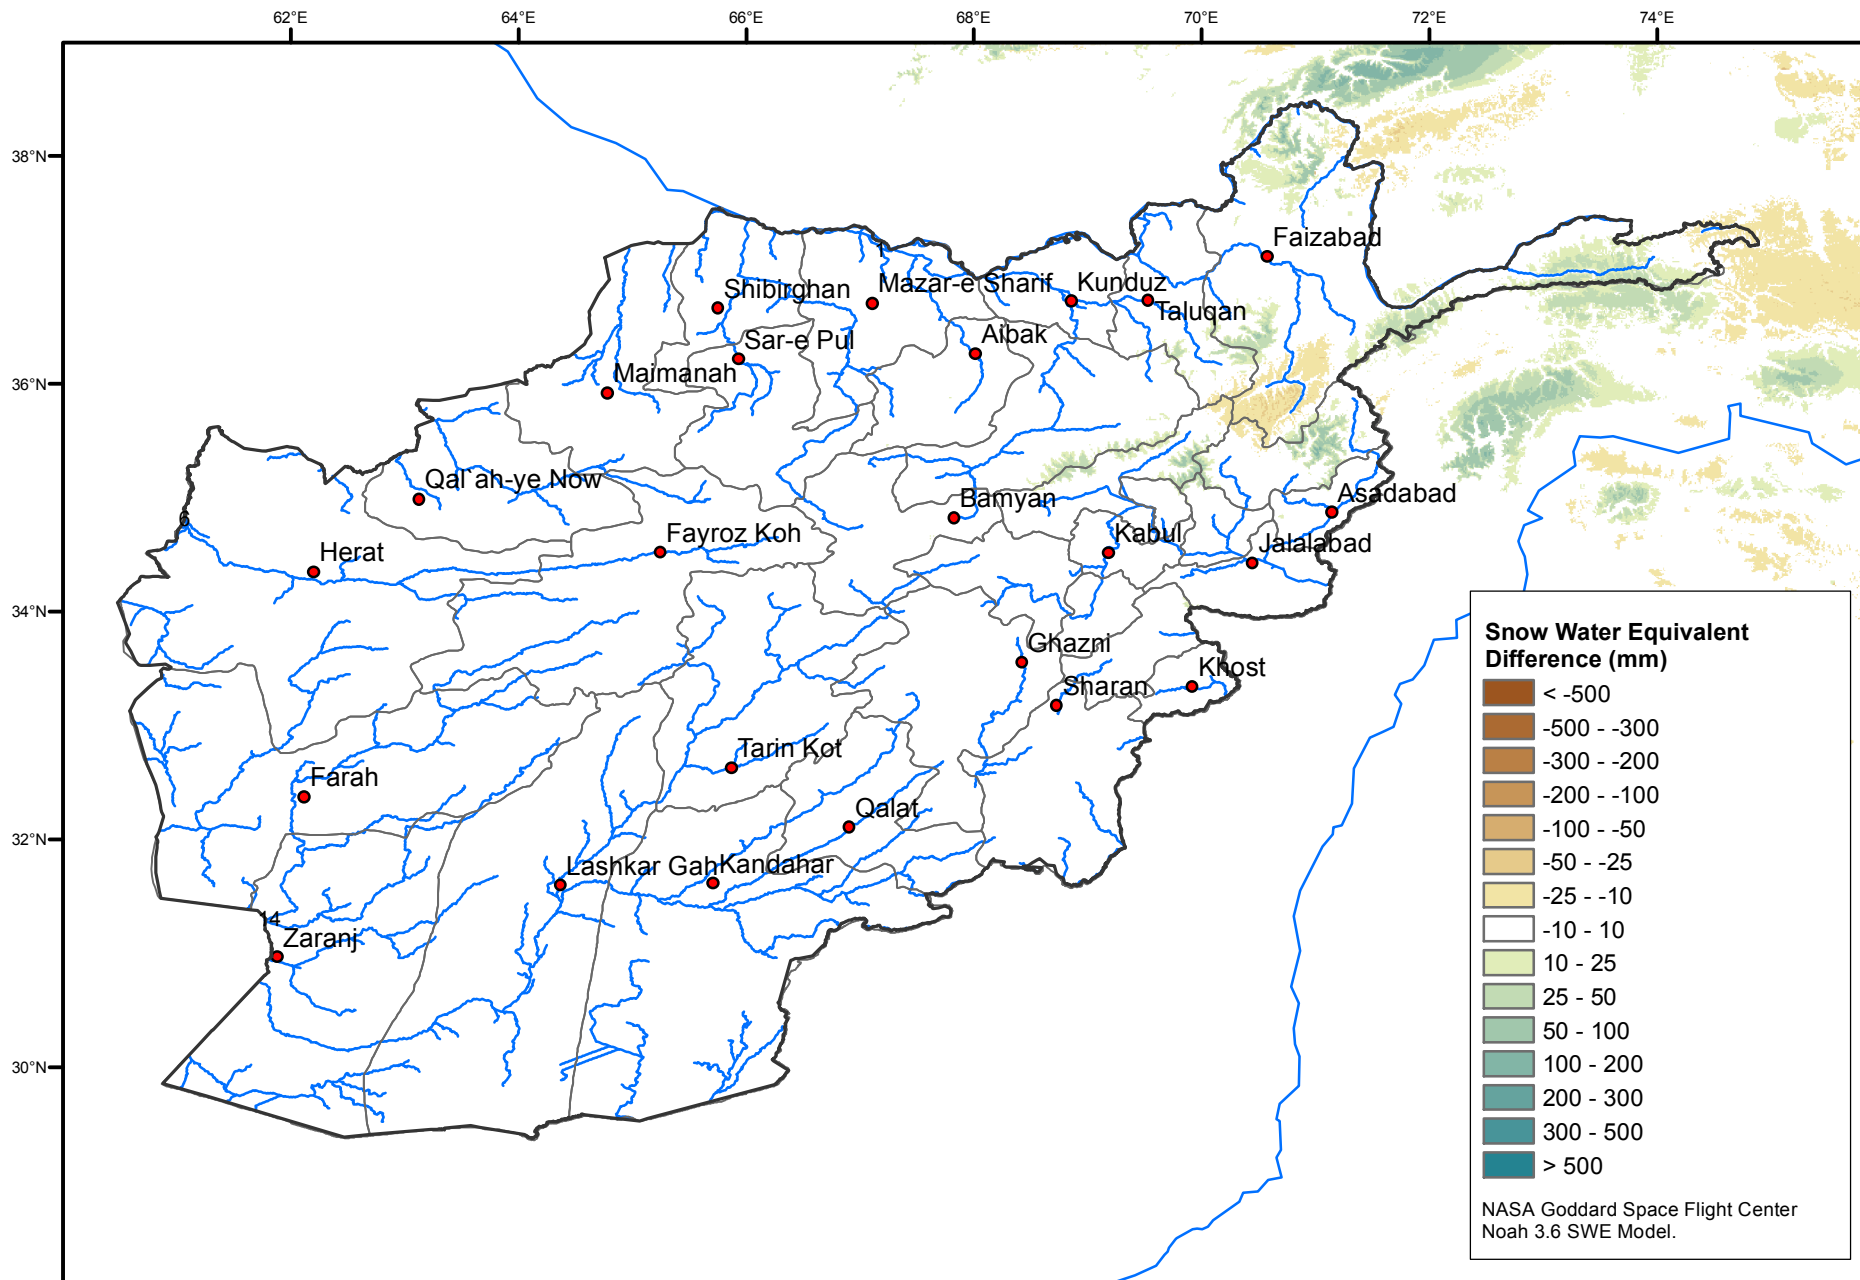 62°E 64°E 66°E 68°E 70°E 72°E 74°E
38°N
36°N
34°N
32°N
30°N
Faizabad
Shibirghan
Mazar-e Sharif
Kunduz
Taluqan
Sar-e Pul
Aibak
Maimanah
Qal ah-ye Now
Bamyan
Asadabad
6
Herat
Fayroz Koh
Kabul
Jalalabad
Ghazni
Khost
Sharan
Tarin Kot
Farah
Qalat
Lashkar Gah
Kandahar
14
Zaranj
1
Snow Water Equivalent
Difference (mm)
< -500
-500 - -300
-300 - -200
-200 - -100
-100 - -50
-50 - -25
-25 - -10
-10 - 10
10 - 25
25 - 50
50 - 100
100 - 200
200 - 300
300 - 500
> 500
NASA Goddard Space Flight Center
Noah 3.6 SWE Model.